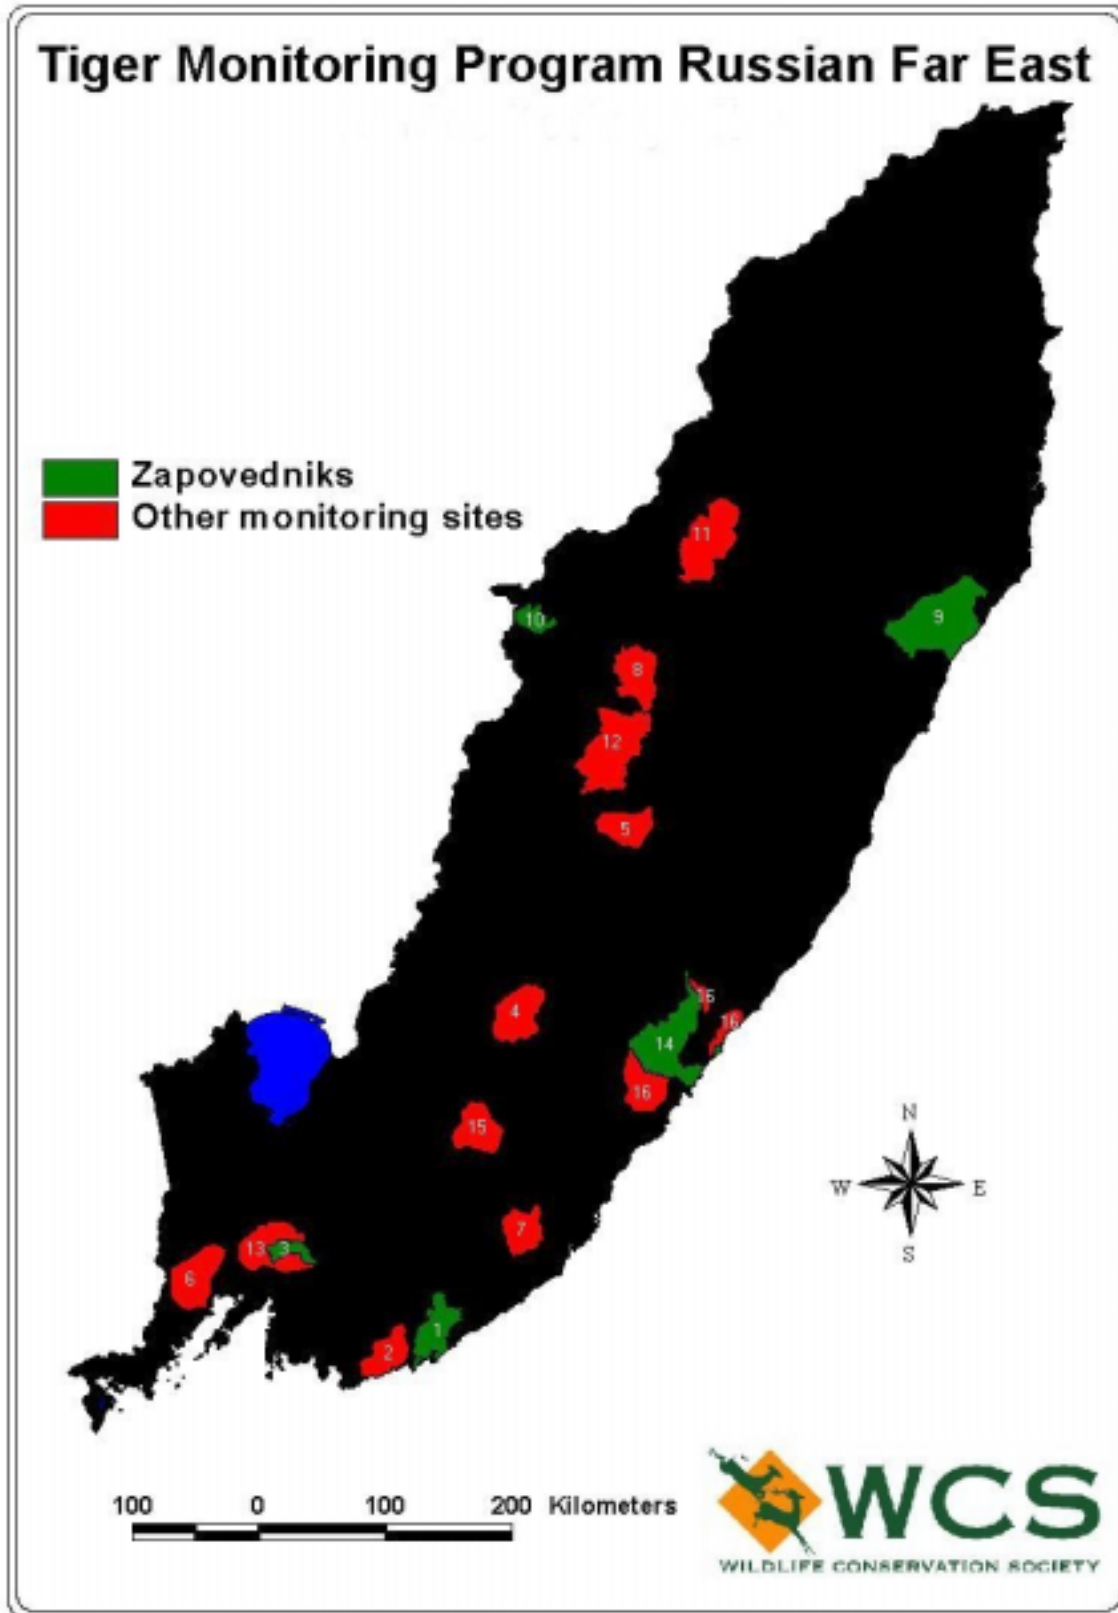 Tiger Monitoring Program Russian Far East
Zapovedniks
Other monitoring sites
11
10
9
8
12
5
4
16
16
14
16
15
7
13
3
6
1
2
N
W
E
S
100 0 100 200 Kilometers
WCS
WILDLIFE CONSERVATION SOCIETY